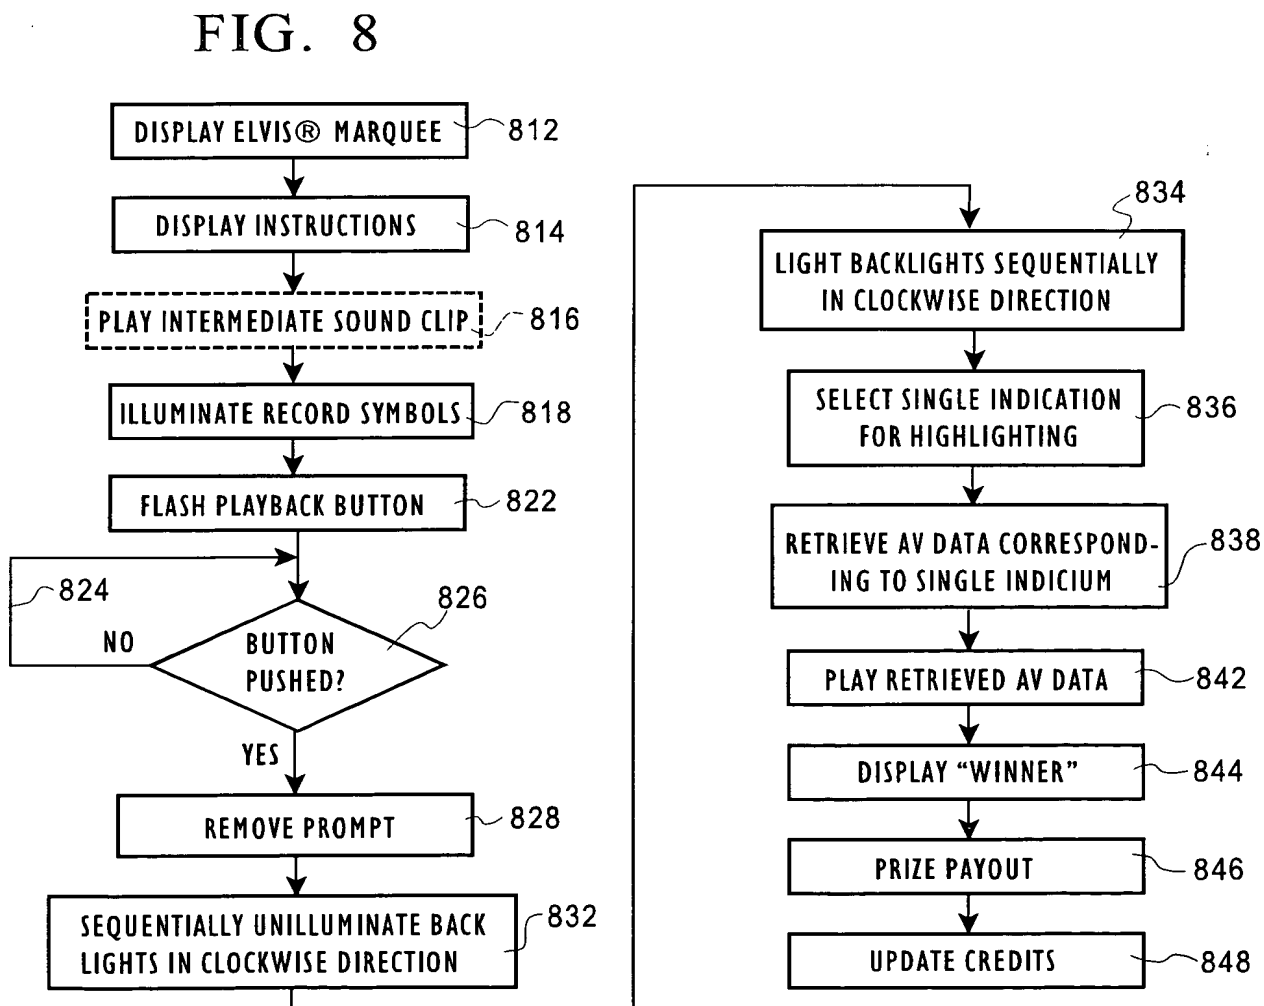 FIG. 8
DISPLAY ELVIS® MARQUEE
812
DISPLAY INSTRUCTIONS
814
PLAY INTERMEDIATE SOUND CLIP
816
ILLUMINATE RECORD SYMBOLS
818
FLASH PLAYBACK BUTTON
822
824
826
NO
BUTTON
PUSHED?
YES
REMOVE PROMPT
828
SEQUENTIALLY UNILLUMINATE BACK
LIGHTS IN CLOCKWISE DIRECTION
832
834
LIGHT BACKLIGHTS SEQUENTIALLY
IN CLOCKWISE DIRECTION
SELECT SINGLE INDICATION
FOR HIGHLIGHTING
836
RETRIEVE AV DATA CORRESPOND-
ING TO SINGLE INDICIUM
838
PLAY RETRIEVED AV DATA
842
DISPLAY “WINNER”
844
PRIZE PAYOUT
846
UPDATE CREDITS
848